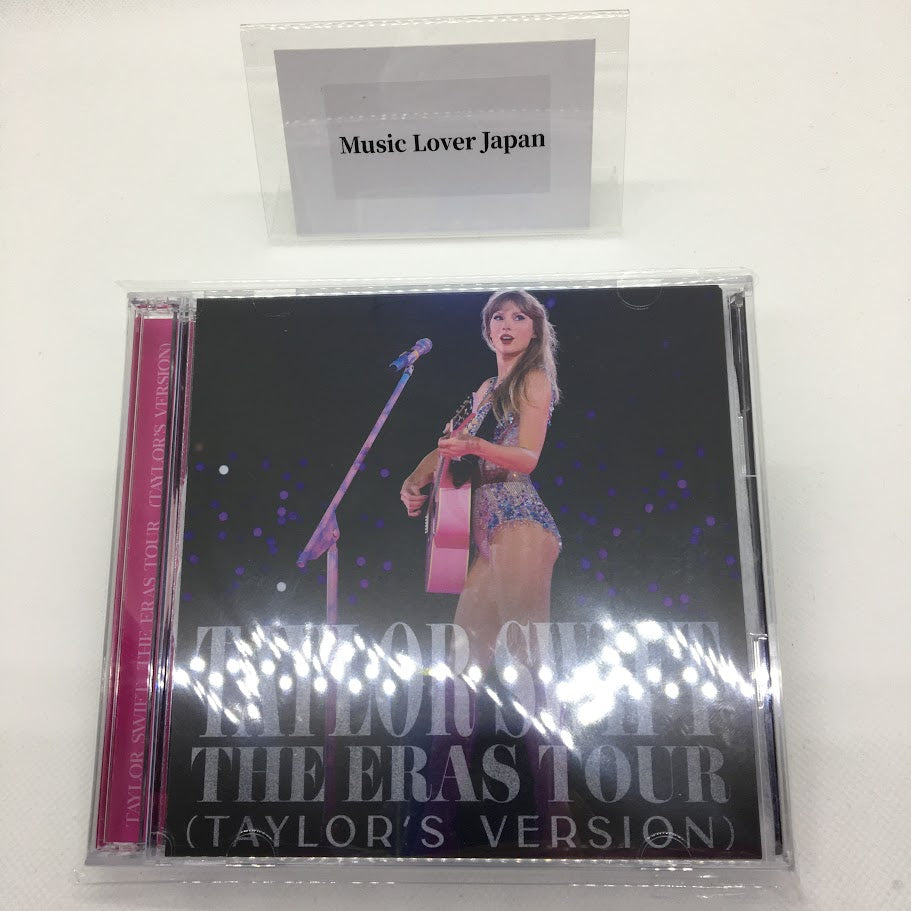 Music Lover Japan
TAYLOR SWIFT THE ERAS TOUR (TAYLOR'S VERSION)
TAYLOR SWIFT
THE ERAS TOUR
(TAYLOR'S VERSION)